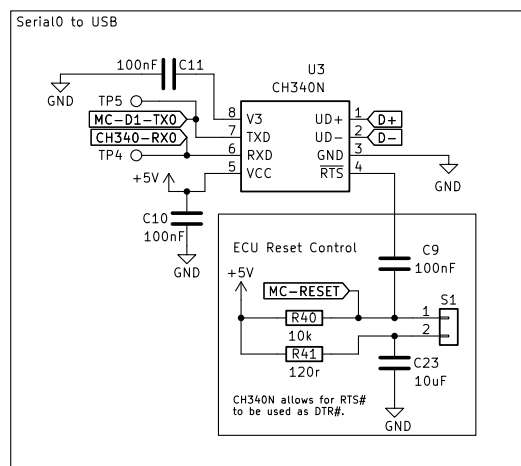 Serial0 to USB
100nF
C11
U3
CH340N
GND
TP5
MC-D1-TX0
CH340-RX0
TP4
8 V3
7 TXD
6 RXD
5 VCC
UD+ 1
UD- 2
GND 3
RTS 4
D+
D-
GND
+5V
C10
100nF
GND
ECU Reset Control
C9
100nF
+5V
MC-RESET
S1
1
2
R40
10k
R41
120r
C23
10uF
CH340N allows for RTS#
to be used as DTR#.
GND